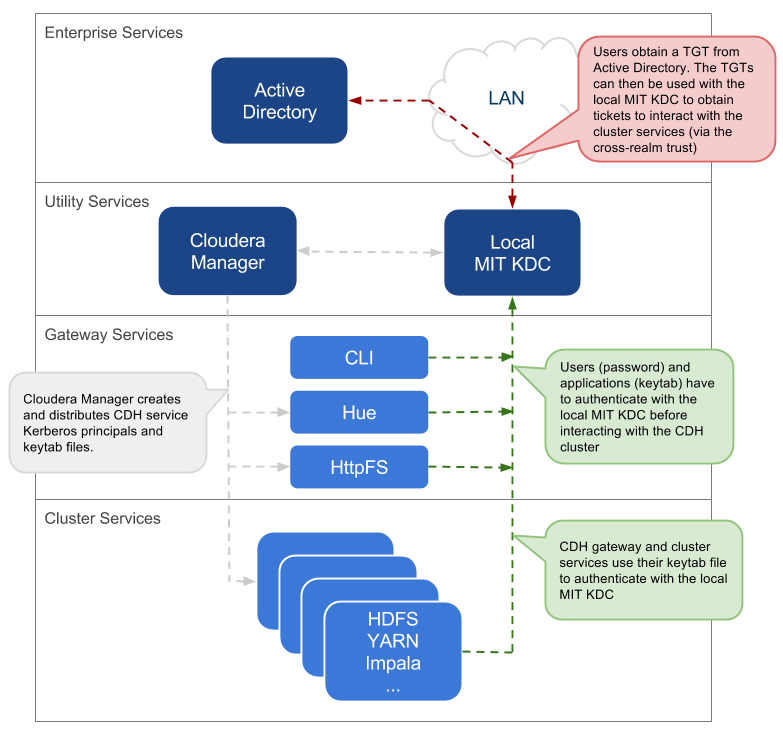 Enterprise Services
Active
Directory
LAN
Users obtain a TGT from
Active Directory. The TGTs
can then be used with the
local MIT KDC to obtain
tickets to interact with the
cluster services (via the
cross-realm trust)
Utility Services
Cloudera
Manager
Local
MIT KDC
Gateway Services
CLI
Hue
HttpFS
Cloudera Manager creates
and distributes CDH service
Kerberos principals and
keytab files.
Users (password) and
applications (keytab) have
to authenticate with the
local MIT KDC before
interacting with the CDH
cluster
Cluster Services
HDFS
YARN
Impala
...
CDH gateway and cluster
services use their keytab file
to authenticate with the local
MIT KDC